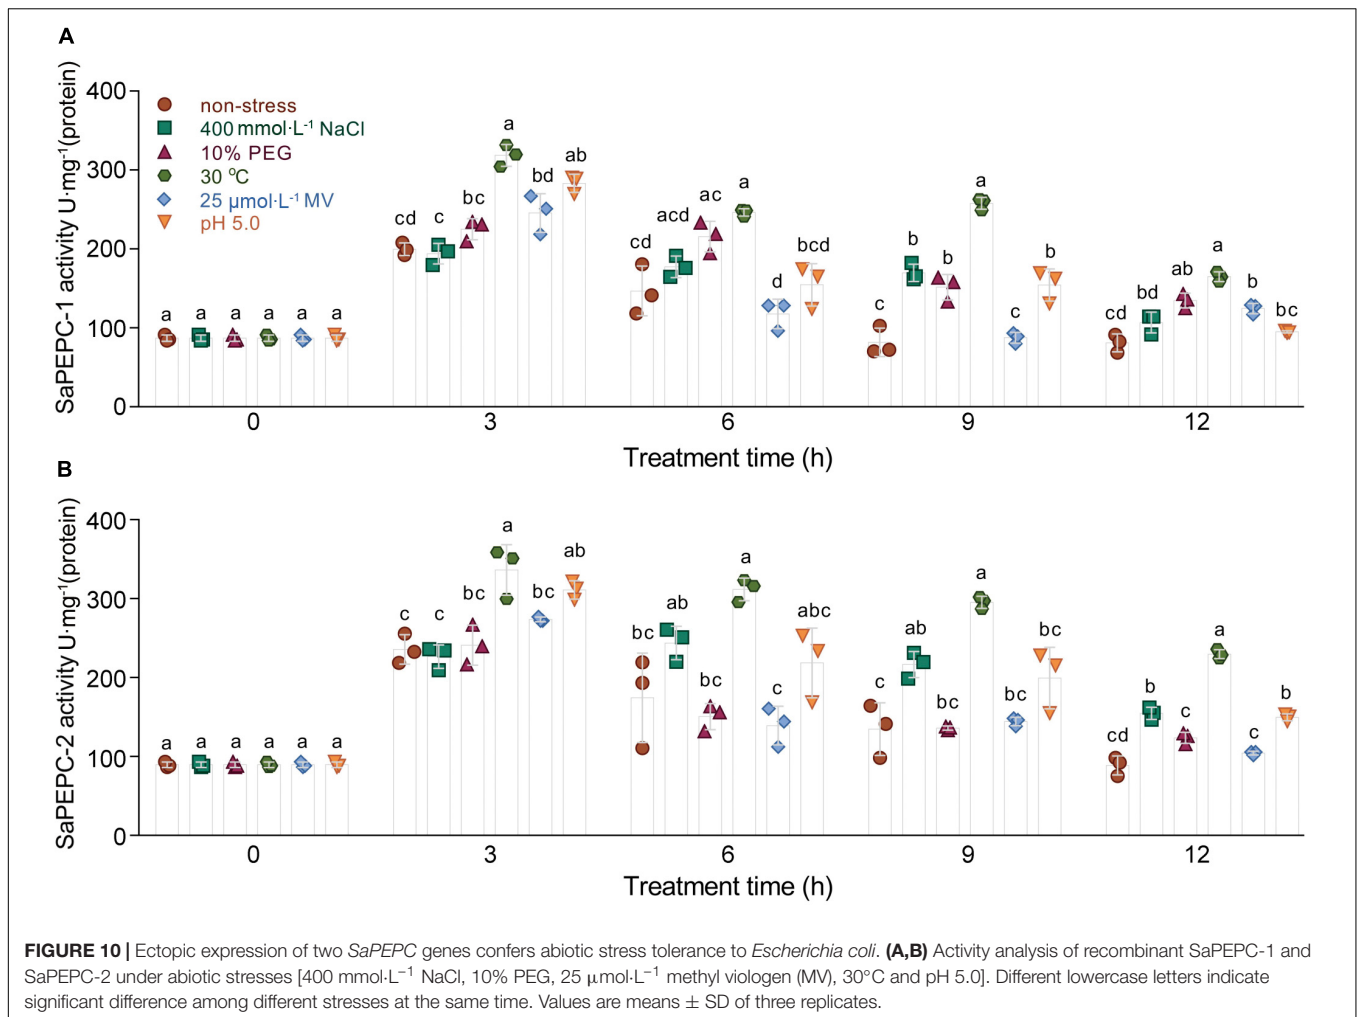 A
SaPEPC-1 activity U·mg⁻¹(protein)
400
300
200
100
0
non-stress
400 mmol·L⁻¹ NaCl
10% PEG
30 ⁰C
25 µmol·L⁻¹ MV
pH 5.0
a a a a a a
cd c bc a bd ab
cd acd ac a d bcd
c b b a c b
cd bd ab a b bc
0 3 6 9 12
Treatment time (h)
B
SaPEPC-2 activity U·mg⁻¹(protein)
400
300
200
100
0
a a a a a a
c c bc a bc ab
bc ab bc a c abc
c ab bc a bc bc
cd b c a c b
0 3 6 9 12
Treatment time (h)
FIGURE 10 | Ectopic expression of two SaPEPC genes confers abiotic stress tolerance to Escherichia coli. (A,B) Activity analysis of recombinant SaPEPC-1 and
SaPEPC-2 under abiotic stresses [400 mmol·L⁻¹ NaCl, 10% PEG, 25 µmol·L⁻¹ methyl viologen (MV), 30°C and pH 5.0]. Different lowercase letters indicate
significant difference among different stresses at the same time. Values are means ± SD of three replicates.